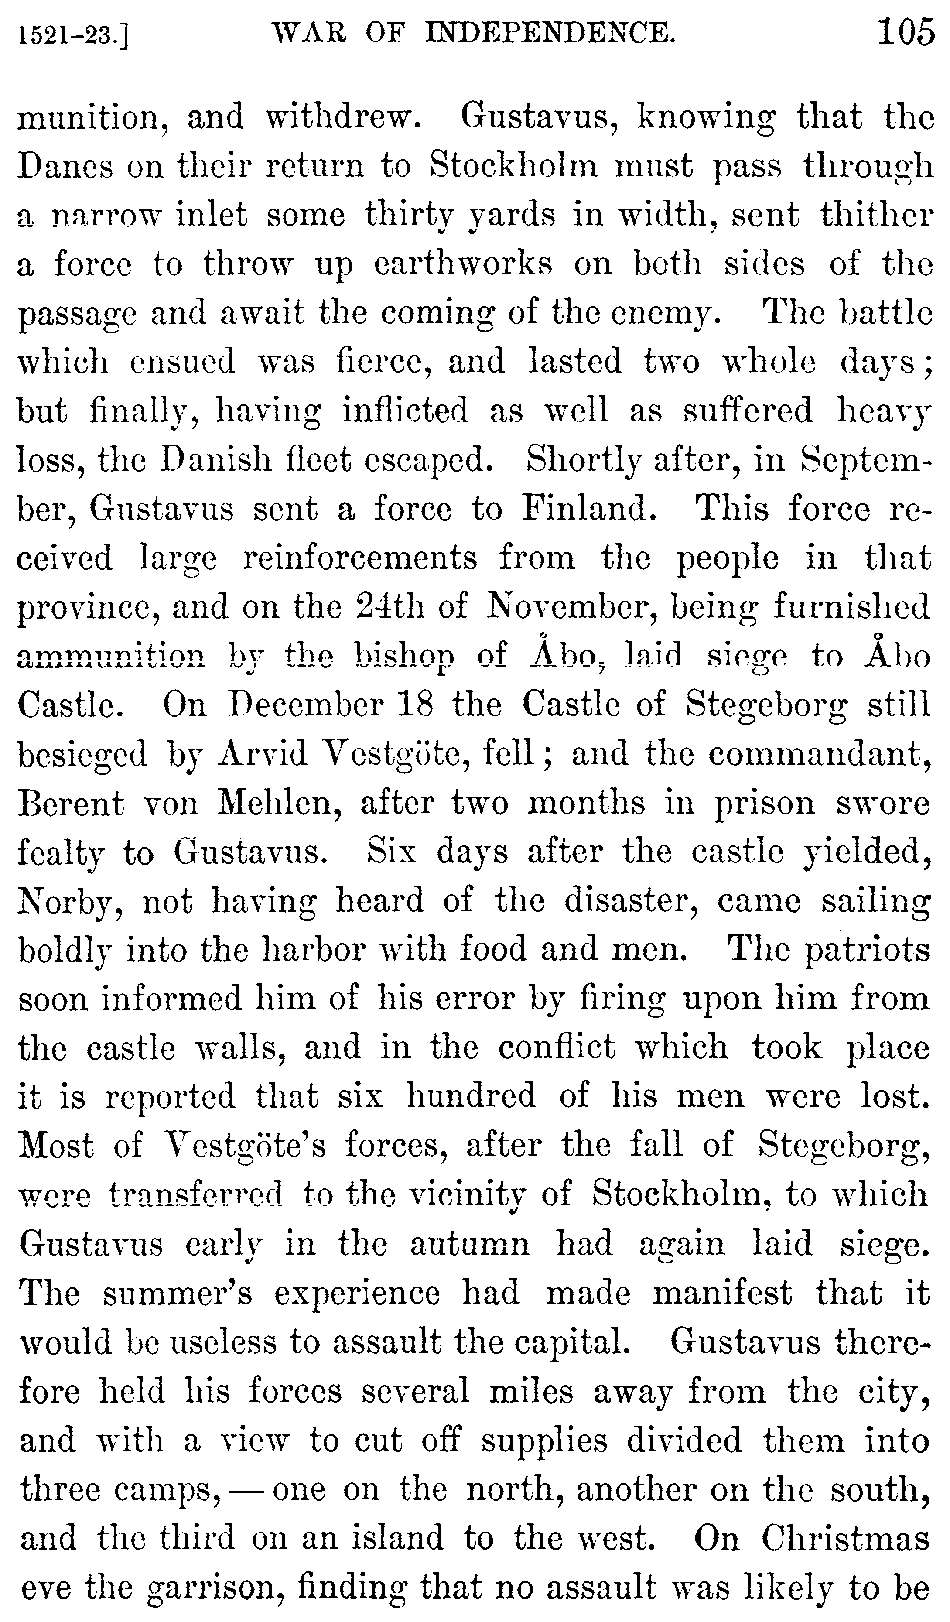 1521–23.] WAR OF INDEPENDENCE. 105
munition, and withdrew. Gustavus, knowing that the
Danes on their return to Stockholm must pass through
a narrow inlet some thirty yards in width, sent thither
a force to throw up earthworks on both sides of the
passage and await the coming of the enemy. The battle
which ensued was fierce, and lasted two whole days;
but finally, having inflicted as well as suffered heavy
loss, the Danish fleet escaped. Shortly after, in Septem-
ber, Gustavus sent a force to Finland. This force re-
ceived large reinforcements from the people in that
province, and on the 24th of November, being furnished
ammunition by the bishop of Åbo, laid siege to Åbo
Castle. On December 18 the Castle of Stegeborg still
besieged by Arvid Vestgöte, fell; and the commandant,
Berent von Mehlen, after two months in prison swore
fealty to Gustavus. Six days after the castle yielded,
Norby, not having heard of the disaster, came sailing
boldly into the harbor with food and men. The patriots
soon informed him of his error by firing upon him from
the castle walls, and in the conflict which took place
it is reported that six hundred of his men were lost.
Most of Vestgöte's forces, after the fall of Stegeborg,
were transferred to the vicinity of Stockholm, to which
Gustavus early in the autumn had again laid siege.
The summer's experience had made manifest that it
would be useless to assault the capital. Gustavus there-
fore held his forces several miles away from the city,
and with a view to cut off supplies divided them into
three camps,—one on the north, another on the south,
and the third on an island to the west. On Christmas
eve the garrison, finding that no assault was likely to be